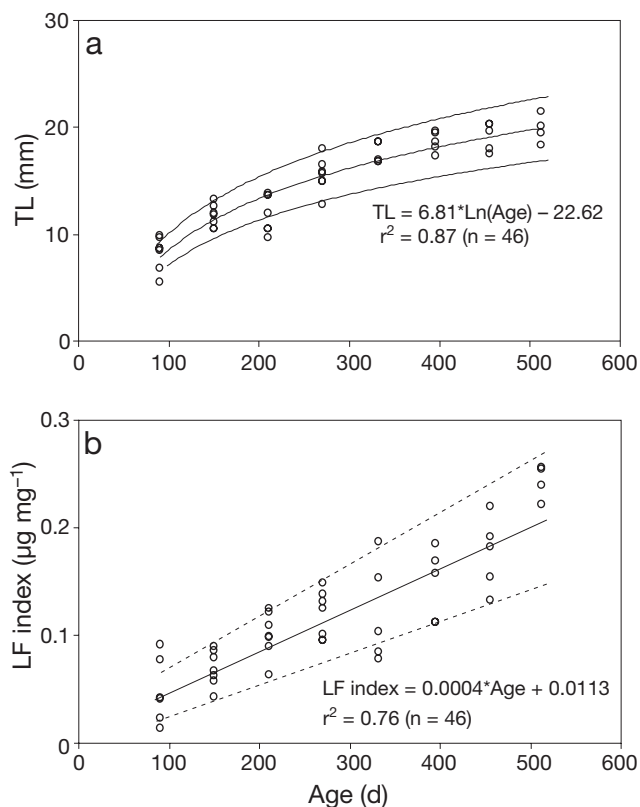 a
30
20
10
0
TL (mm)
TL = 6.81*Ln(Age) – 22.62
r² = 0.87 (n = 46)
0 100 200 300 400 500 600
b
0.3
0.2
0.1
0
LF index (µg mg⁻¹)
LF index = 0.0004*Age + 0.0113
r² = 0.76 (n = 46)
0 100 200 300 400 500 600
Age (d)